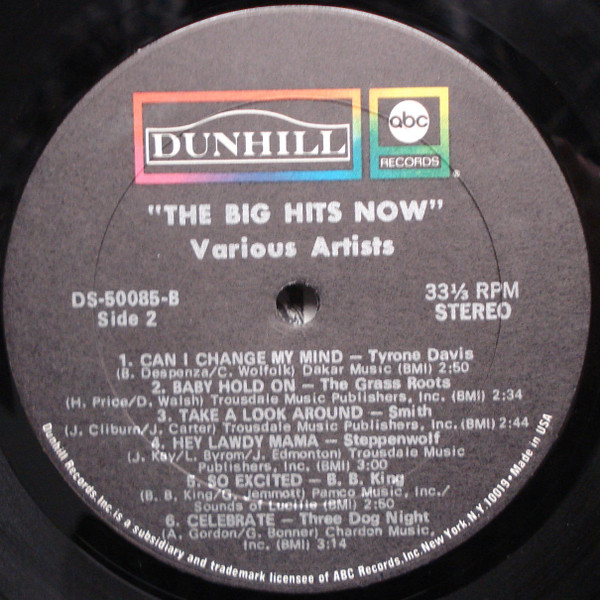 DUNHILL
abc
RECORDS
®
"THE BIG HITS NOW"
Various Artists
DS-50085-B
Side 2
33⅓ RPM
STEREO
1. CAN I CHANGE MY MIND – Tyrone Davis
(B. Despenza/C. Wolfolk) Dakar Music (BMI) 2:50
2. BABY HOLD ON – The Grass Roots
(H. Price/D. Walsh) Trousdale Music Publishers, Inc. (BMI) 2:34
3. TAKE A LOOK AROUND – Smith
(J. Cliburn/J. Carter) Trousdale Music Publishers, Inc. (BMI) 2:44
4. HEY LAWDY MAMA – Steppenwolf
(J. Kay/L. Byrom/J. Edmonton) Trousdale Music
Publishers, Inc. (BMI) 3:00
5. SO EXCITED – B. B. King
(B. B. King/G. Jemmott) Pamco Music, Inc./
Sounds of Lucille (BMI) 2:50
6. CELEBRATE – Three Dog Night
(A. Gordon/G. Bonner) Chardon Music,
Inc. (BMI) 3:14
Dunhill Records, Inc. is a subsidiary and trademark licensee of ABC Records, Inc. New York, N.Y. 10019 • Made in USA